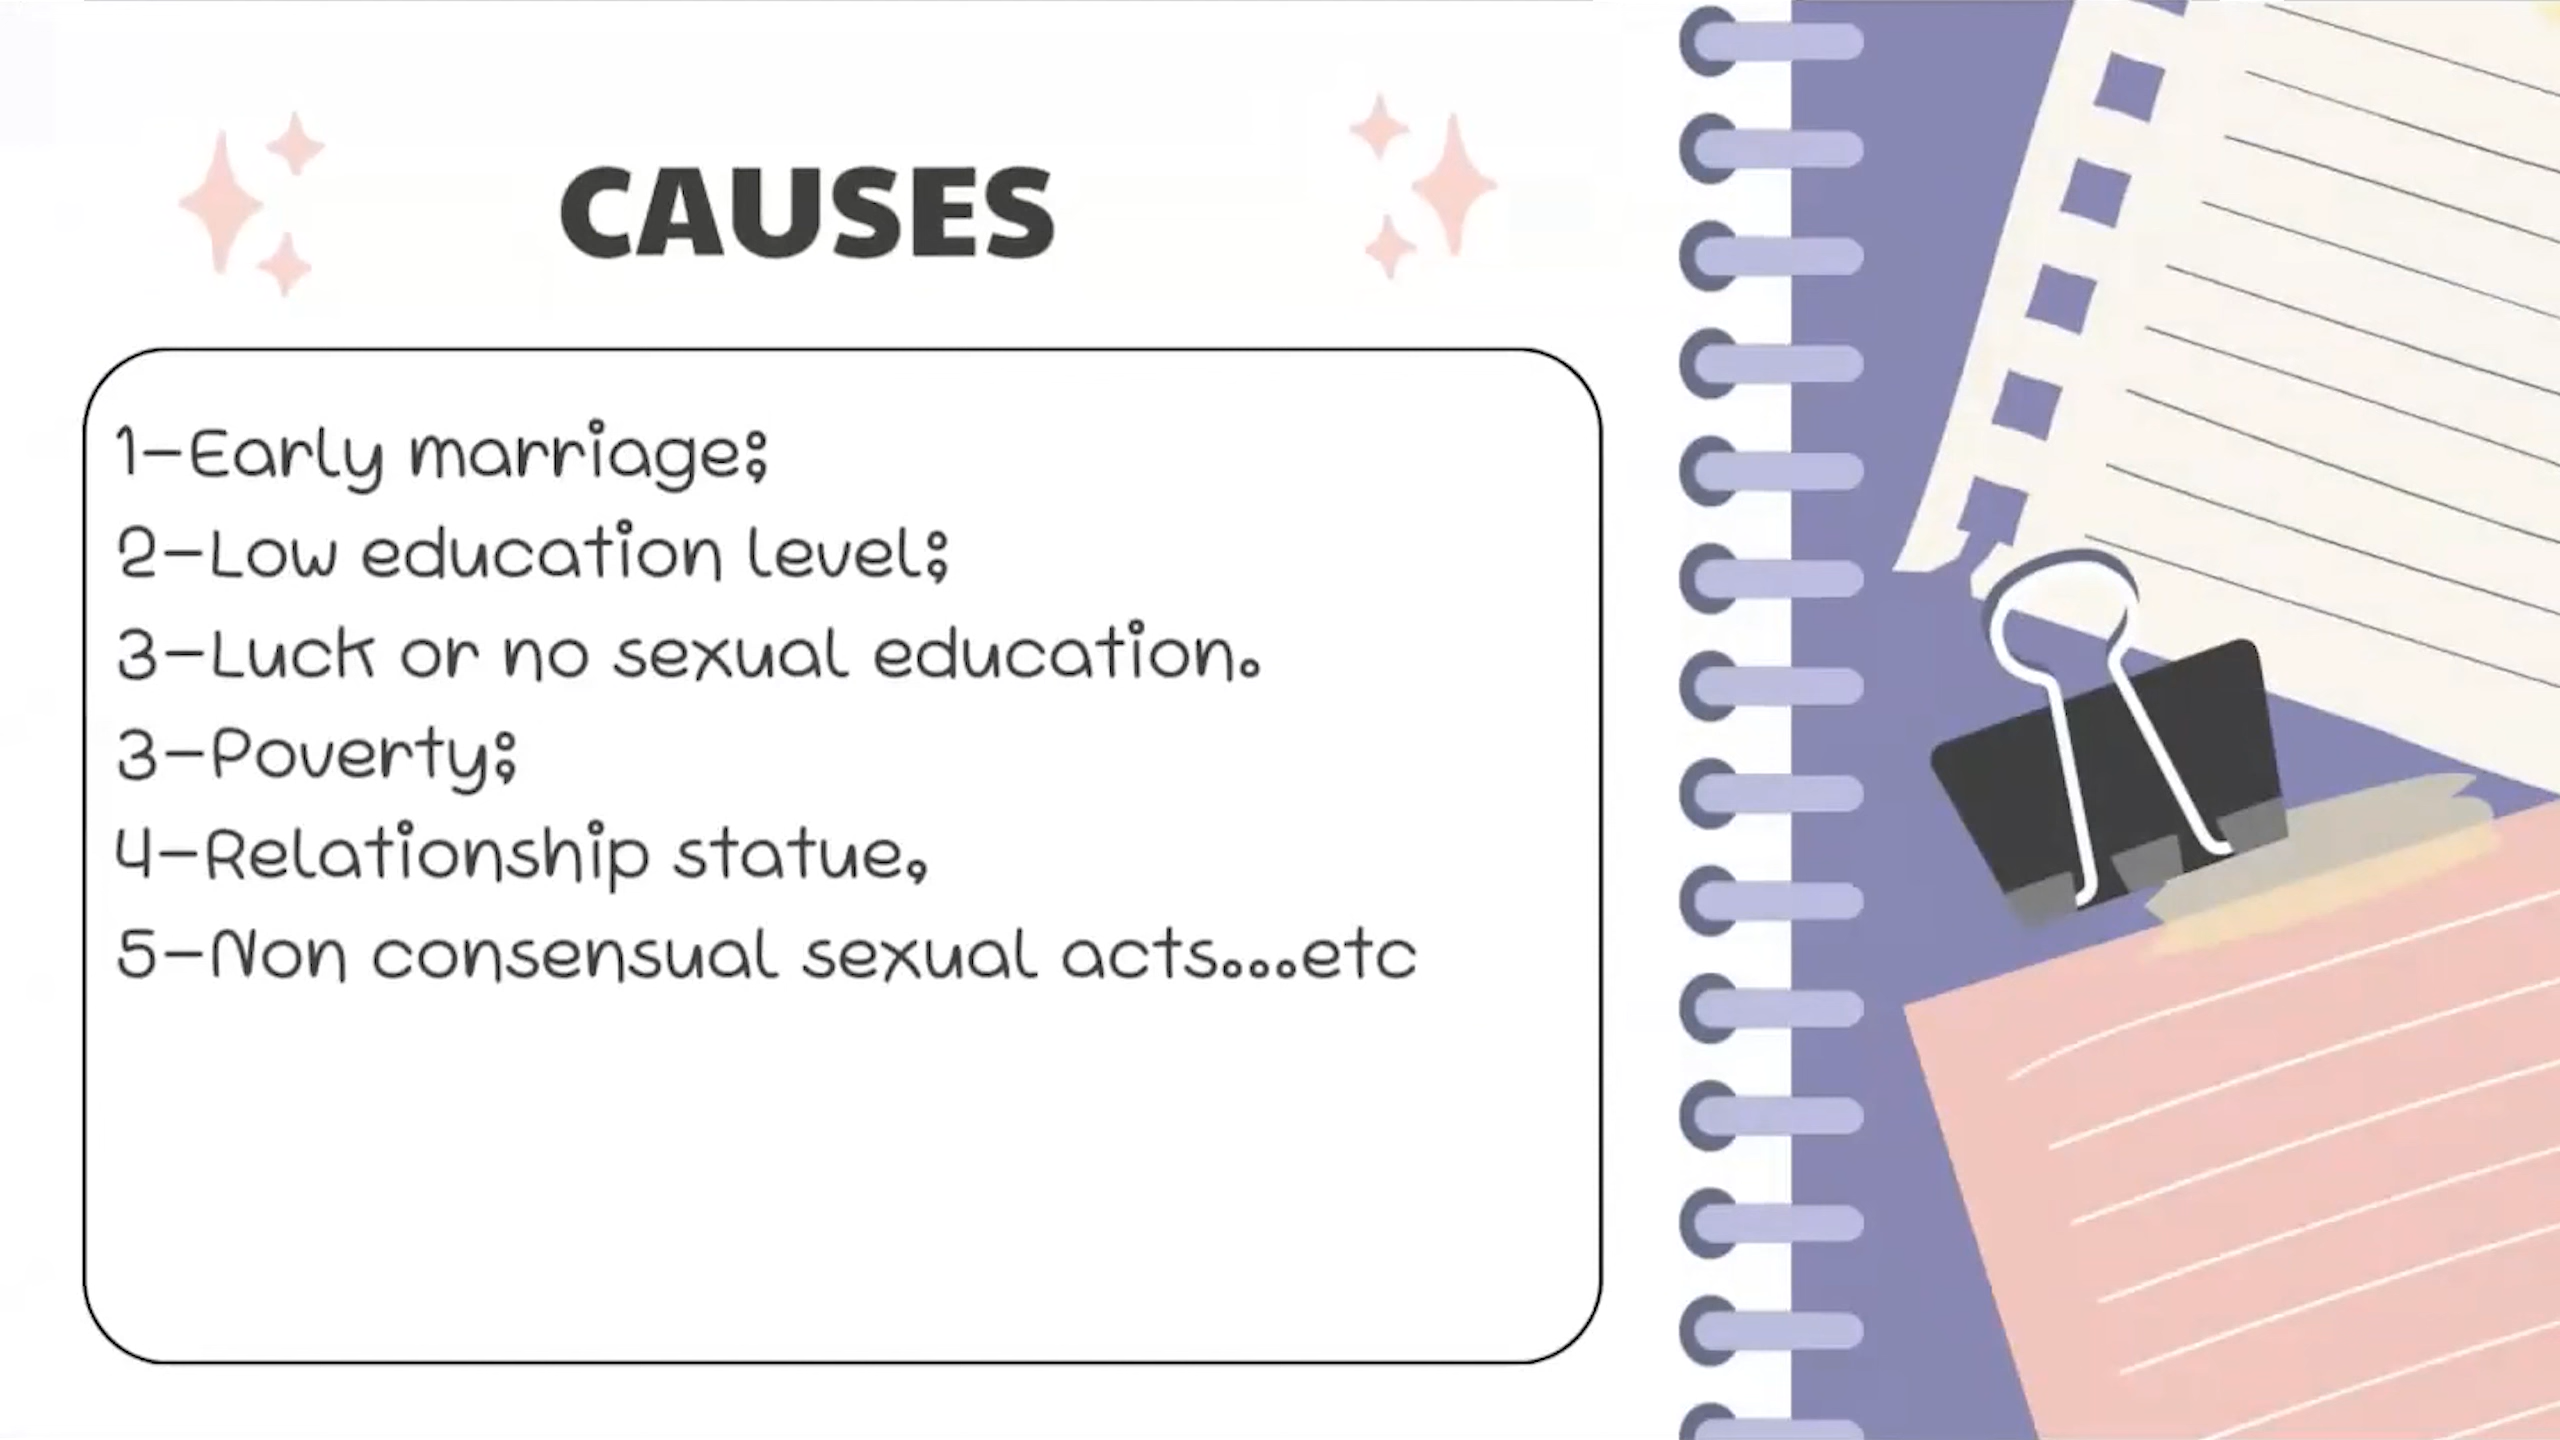 CAUSES
1-Early marriage;
2-Low education level;
3-Luck or no sexual education.
3-Poverty;
4-Relationship statue,
5-Non consensual sexual acts...etc